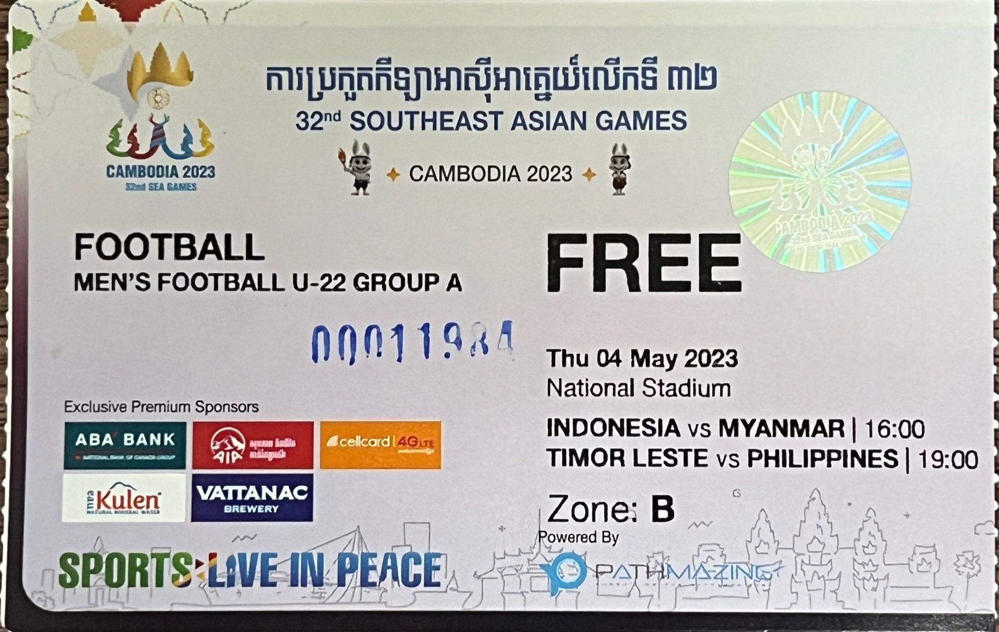 ការប្រកួតកីឡាអាស៊ីអាគ្នេយ៍លើកទី ៣២
32nd SOUTHEAST ASIAN GAMES
CAMBODIA 2023
CAMBODIA 2023
32nd SEA GAMES
CAMBODIA 2023
FOOTBALL
MEN'S FOOTBALL U-22 GROUP A
FREE
00011984
Thu 04 May 2023
National Stadium
INDONESIA vs MYANMAR | 16:00
TIMOR LESTE vs PHILIPPINES | 19:00
Zone: B
Exclusive Premium Sponsors
ABA BANK
NATIONAL BANK OF CANADA GROUP
AIA
cellcard | 4G LTE
eau Kulen
NATURAL MINERAL WATER
VATTANAC
BREWERY
SPORTS: LIVE IN PEACE
Powered By
PATHMAZING